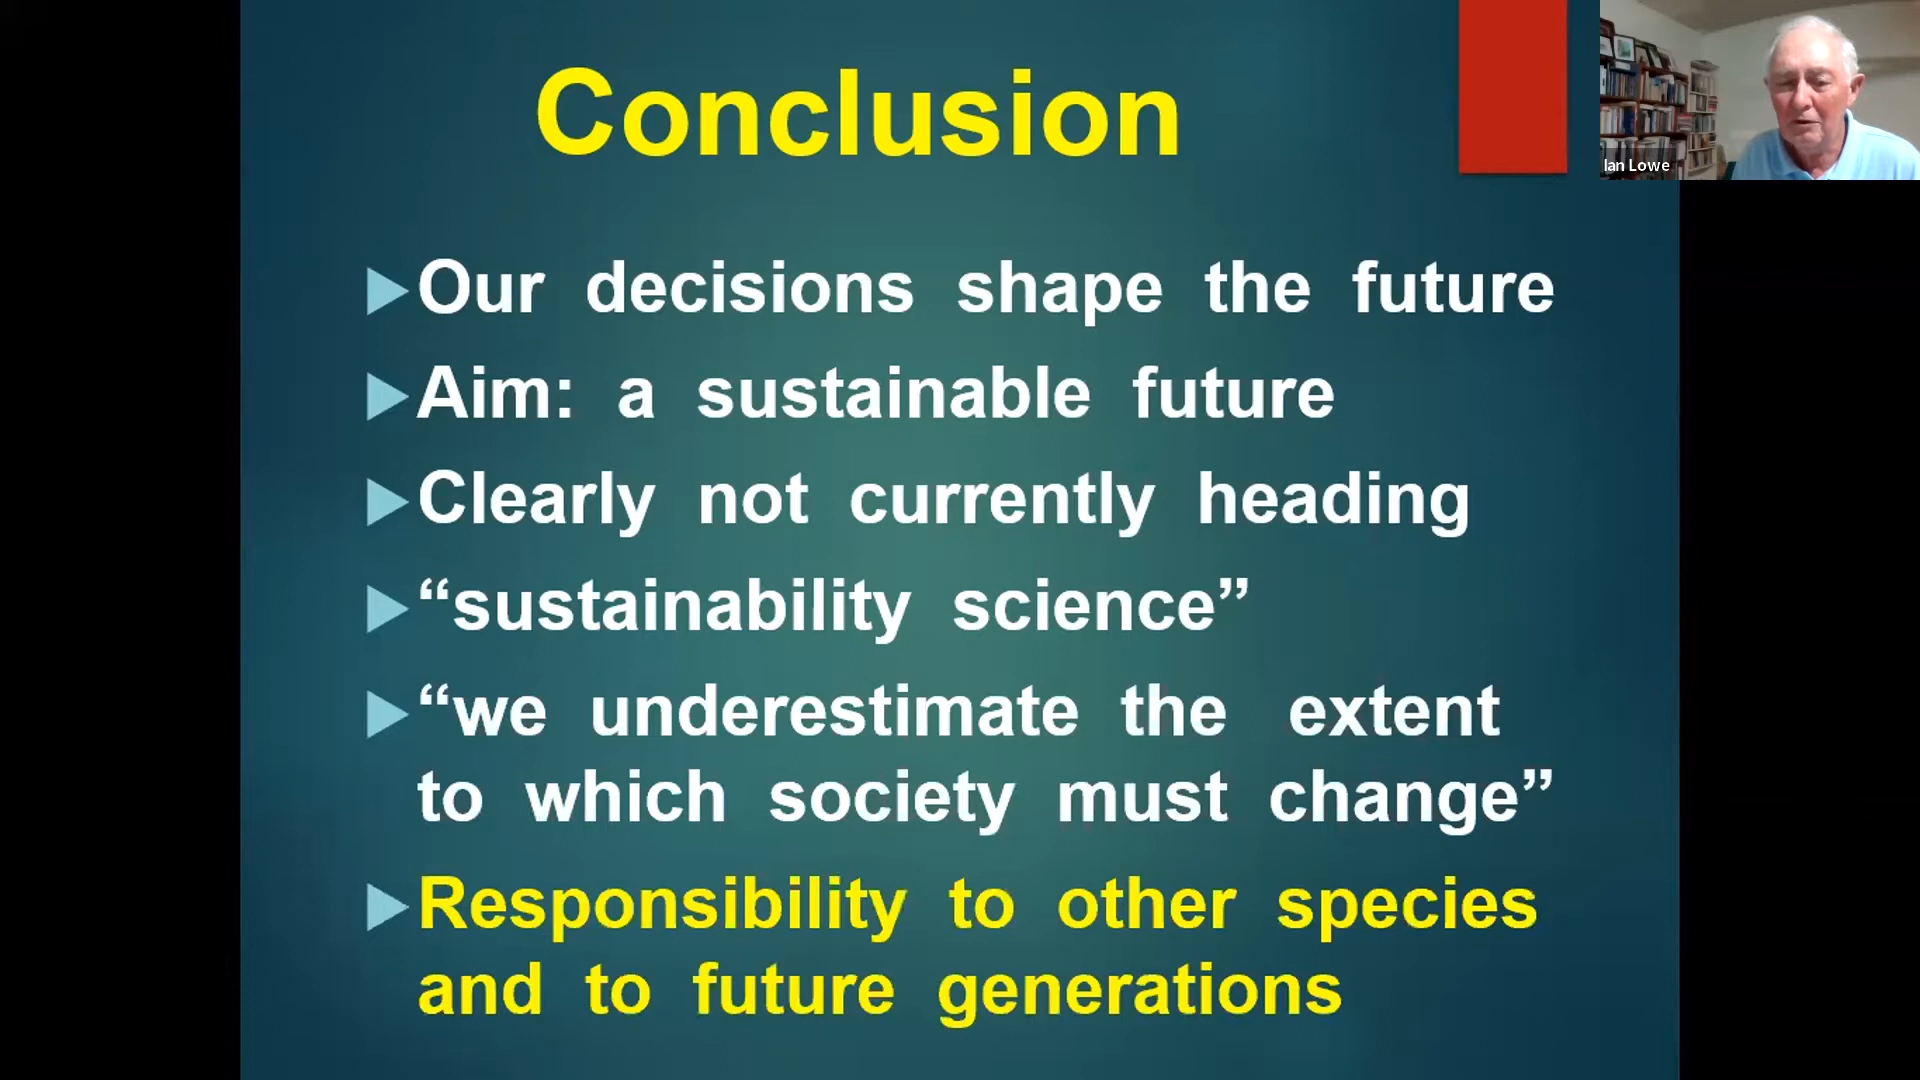 Conclusion
Ian Lowe
Our decisions shape the future
Aim: a sustainable future
Clearly not currently heading
“sustainability science”
“we underestimate the extent
to which society must change”
Responsibility to other species
and to future generations